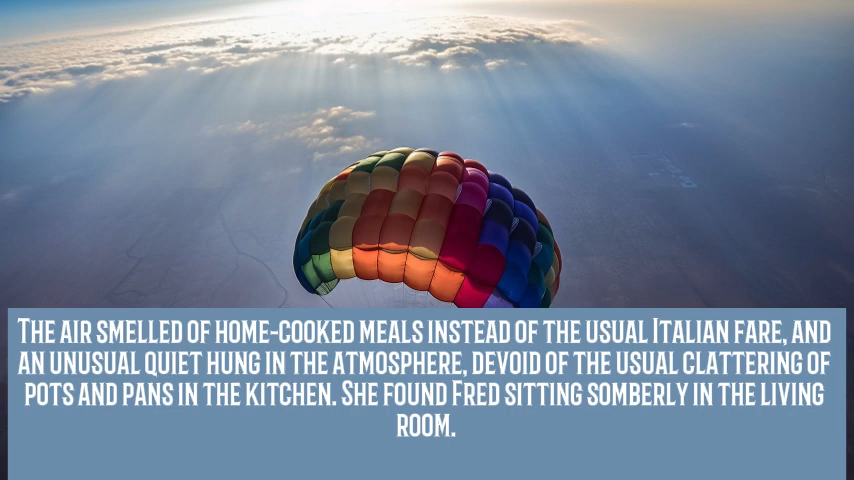 The air smelled of home-cooked meals instead of the usual Italian fare, and
an unusual quiet hung in the atmosphere, devoid of the usual clattering of
pots and pans in the kitchen. She found Fred sitting somberly in the living
room.